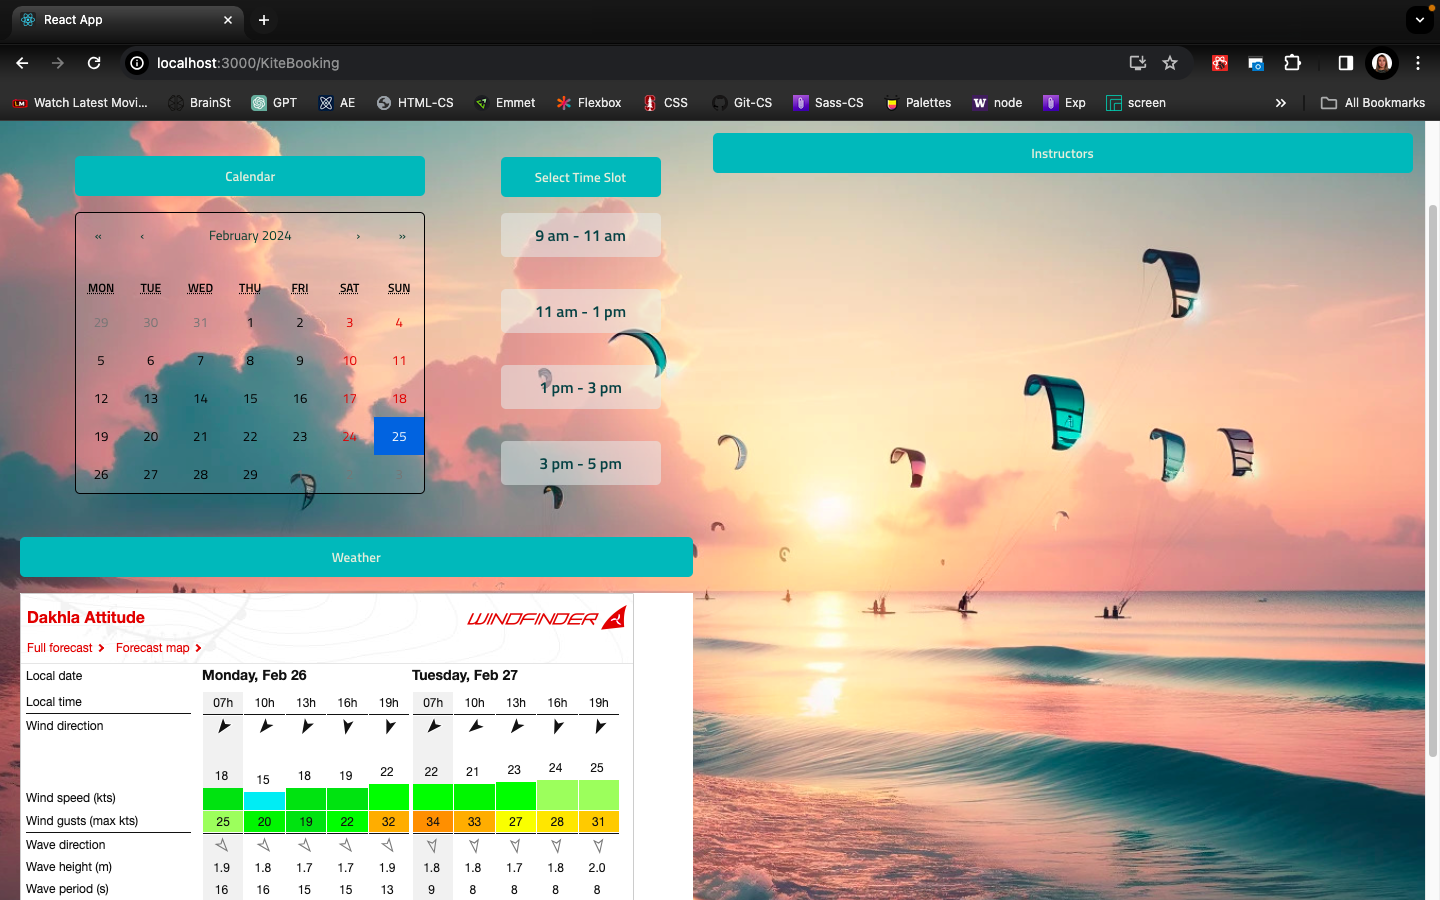 React App
localhost:3000/KiteBooking
LM Watch Latest Movi... BrainSt GPT AE HTML-CS Emmet Flexbox CSS Git-CS Sass-CS Palettes W node Exp screen » All Bookmarks
Calendar
Select Time Slot
Instructors
« ‹ February 2024 › »
MON TUE WED THU FRI SAT SUN
29 30 31 1 2 3 4
5 6 7 8 9 10 11
12 13 14 15 16 17 18
19 20 21 22 23 24 25
26 27 28 29
9 am - 11 am
11 am - 1 pm
1 pm - 3 pm
3 pm - 5 pm
Weather
Dakhla Attitude WINDFINDER
Full forecast Forecast map
Local date Monday, Feb 26 Tuesday, Feb 27
Local time 07h 10h 13h 16h 19h 07h 10h 13h 16h 19h
Wind direction
Wind speed (kts) 18 15 18 19 22 22 21 23 24 25
Wind gusts (max kts) 25 20 19 22 32 34 33 27 28 31
Wave direction
Wave height (m) 1.9 1.8 1.7 1.7 1.9 1.8 1.8 1.7 1.8 2.0
Wave period (s) 16 16 15 15 13 9 8 8 8 8